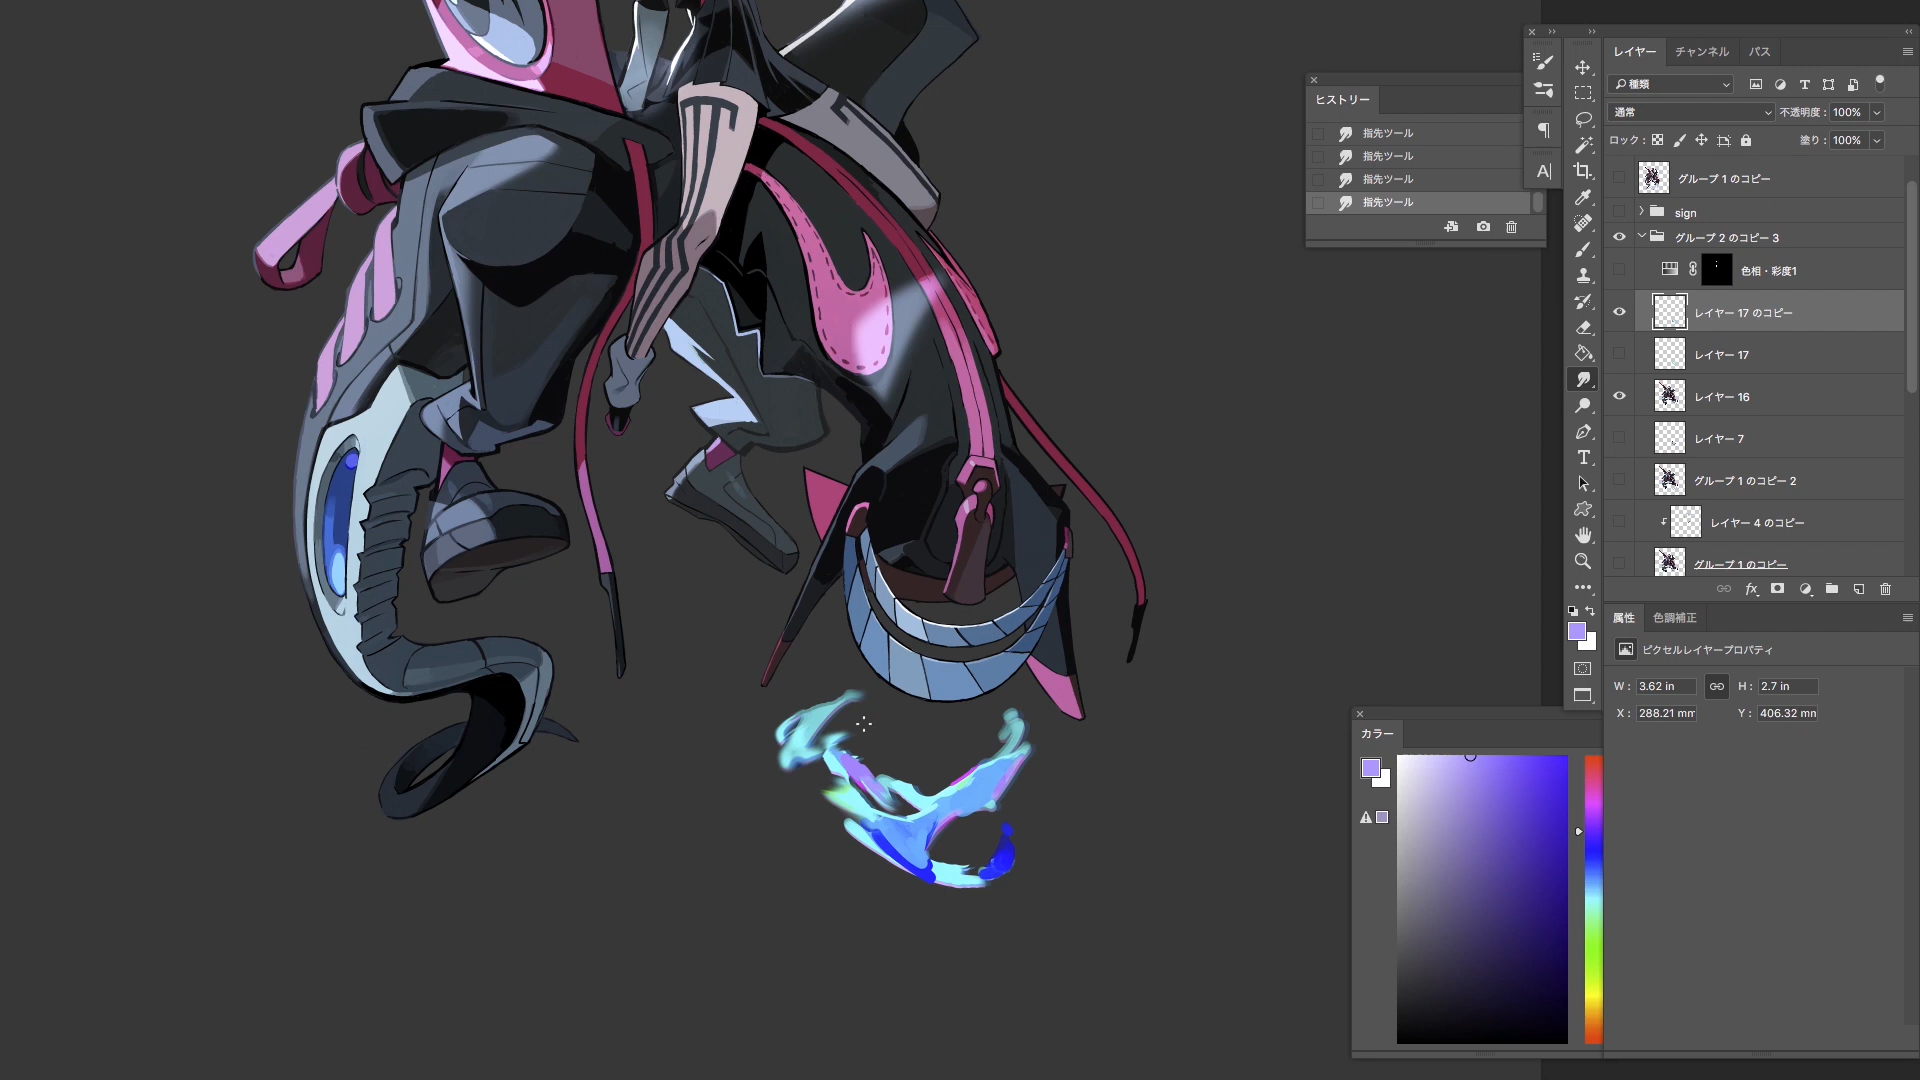 ヒストリー
指先ツール
指先ツール
指先ツール
指先ツール
A
T
レイヤー
チャンネル
パス
種類
T
通常
不透明度 :
100%
ロック :
塗り :
100%
グループ 1 のコピー
sign
グループ 2 のコピー 3
色相・彩度1
レイヤー 17 のコピー
レイヤー 17
レイヤー 16
レイヤー 7
グループ 1 のコピー 2
レイヤー 4 のコピー
グループ 1 のコピー
fx
属性
色調補正
ピクセルレイヤープロパティ
W :
3.62 in
H :
2.7 in
X :
288.21 mm
Y :
406.32 mm
カラー